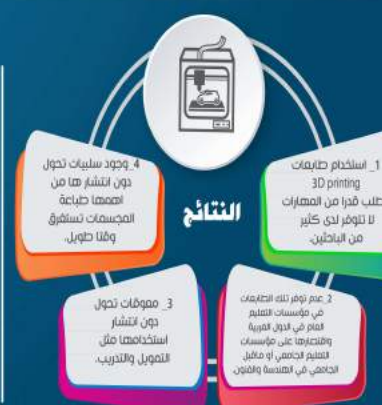 النتائج
1_ استخدام طابعات
3D printing
طلب قدرا من المهارات
لا تتوفر لدى كثير
من الباحثين.
2_عدم توفر تلك الطابعات
في مؤسسات التعليم
العام في الدول العربية
واقتصارها على مؤسسات
التعليم الجامعي أو ماقبل
الجامعي في الهندسة والفنون.
3_ معوقات تحول
دون انتشار
استخدامها مثل
التمويل والتدريب.
4_وجود سلبيات تحول
دون انتشار ها من
اهمها طباعة
المجسمات تستغرق
وقتا طويل.